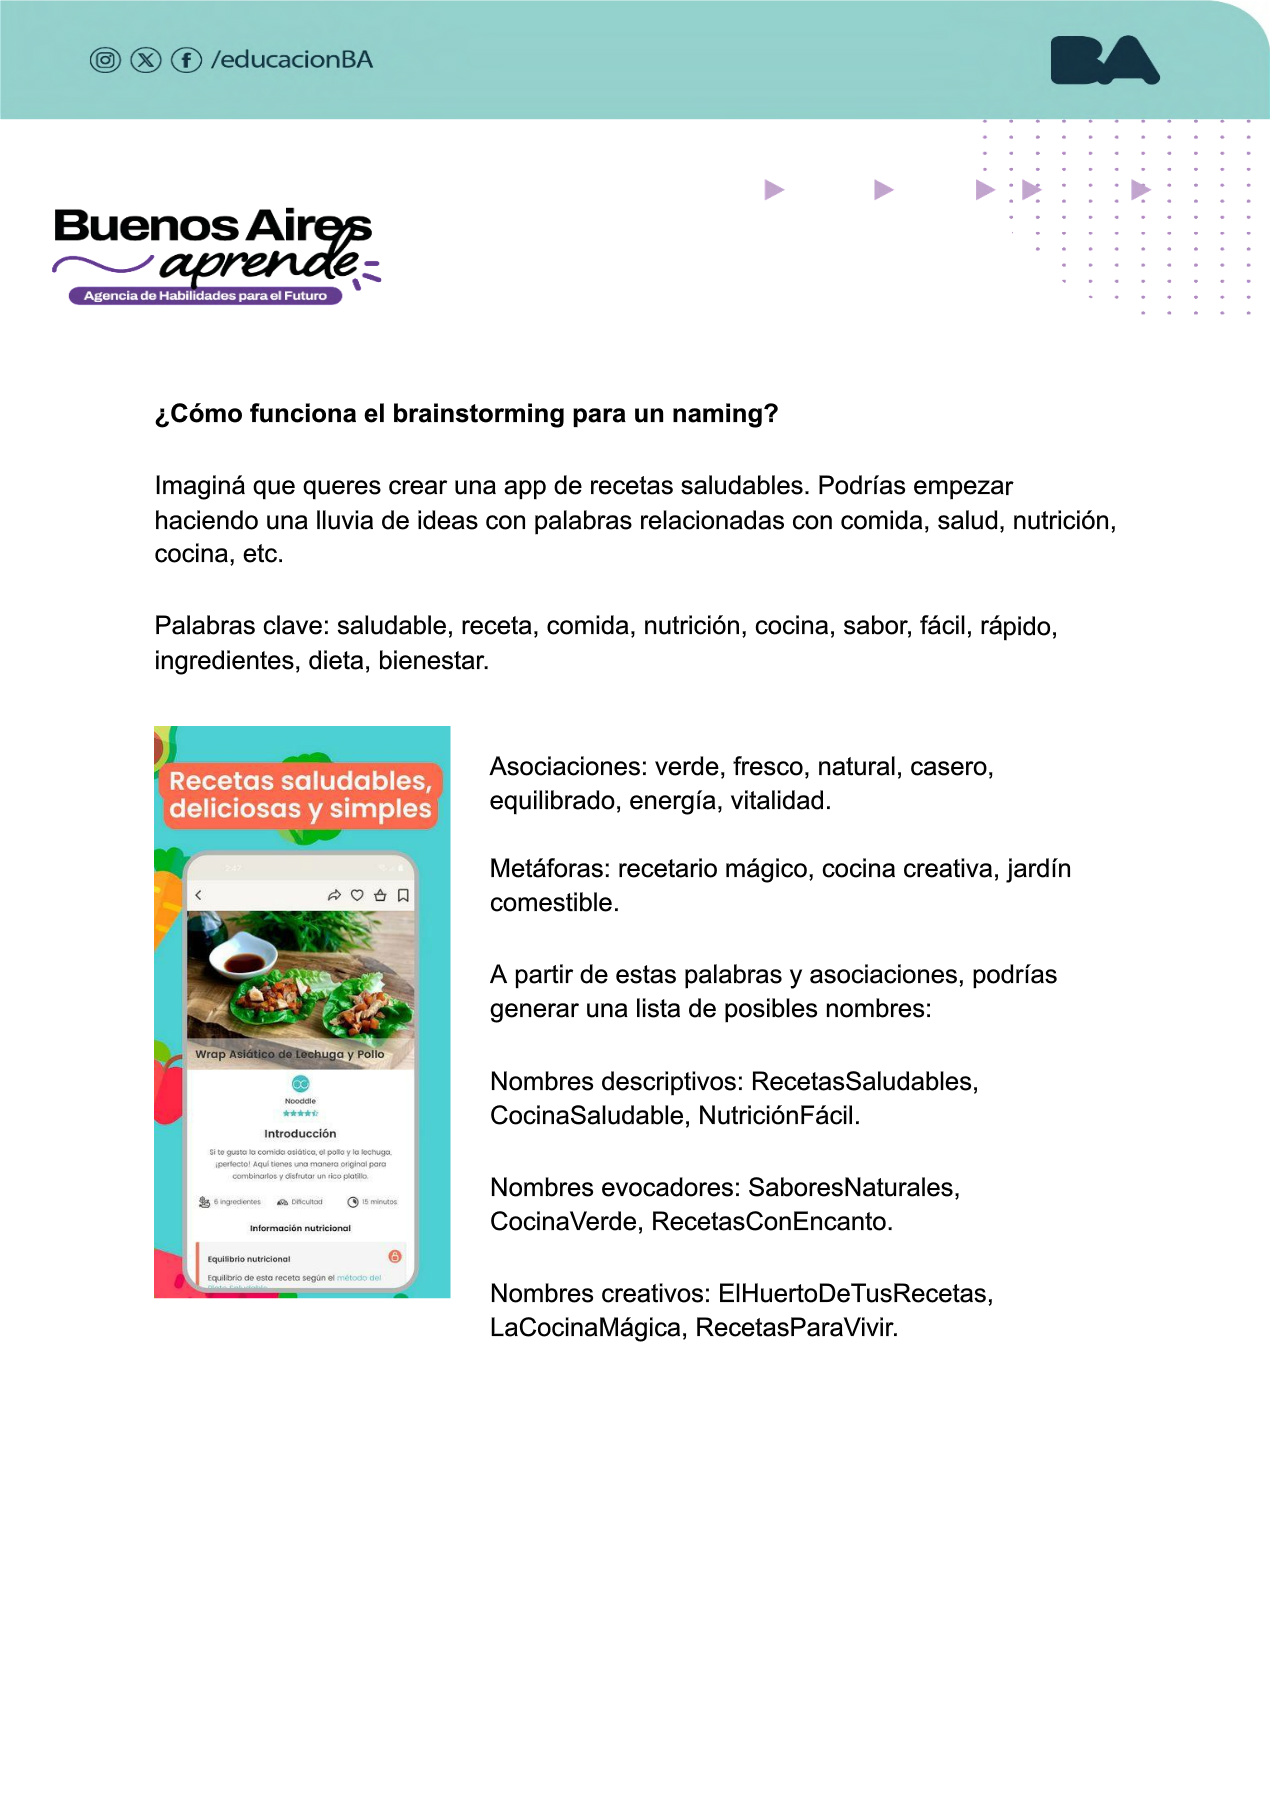 /educacionBA
BA
Buenos Aires
aprende
Agencia de Habilidades para el Futuro
¿Cómo funciona el brainstorming para un naming?
Imaginá que queres crear una app de recetas saludables. Podrías empezar
haciendo una lluvia de ideas con palabras relacionadas con comida, salud, nutrición,
cocina, etc.
Palabras clave: saludable, receta, comida, nutrición, cocina, sabor, fácil, rápido,
ingredientes, dieta, bienestar.
Recetas saludables,
deliciosas y simples
Wrap Asiático de Lechuga y Pollo
Nooddle
Introducción
Si te gusta la comida asiática, el pollo y la lechuga,
¡perfecto! Aquí tienes una manera original para
combinarlos y disfrutar un rico platillo.
6 ingredientes
Dificultad
15 minutos
Información nutricional
Equilibrio nutricional
Equilibrio de esta receta según el método del
Plato Saludable
Asociaciones: verde, fresco, natural, casero,
equilibrado, energía, vitalidad.
Metáforas: recetario mágico, cocina creativa, jardín
comestible.
A partir de estas palabras y asociaciones, podrías
generar una lista de posibles nombres:
Nombres descriptivos: RecetasSaludables,
CocinaSaludable, NutriciónFácil.
Nombres evocadores: SaboresNaturales,
CocinaVerde, RecetasConEncanto.
Nombres creativos: ElHuertoDeTusRecetas,
LaCocinaMágica, RecetasParaVivir.